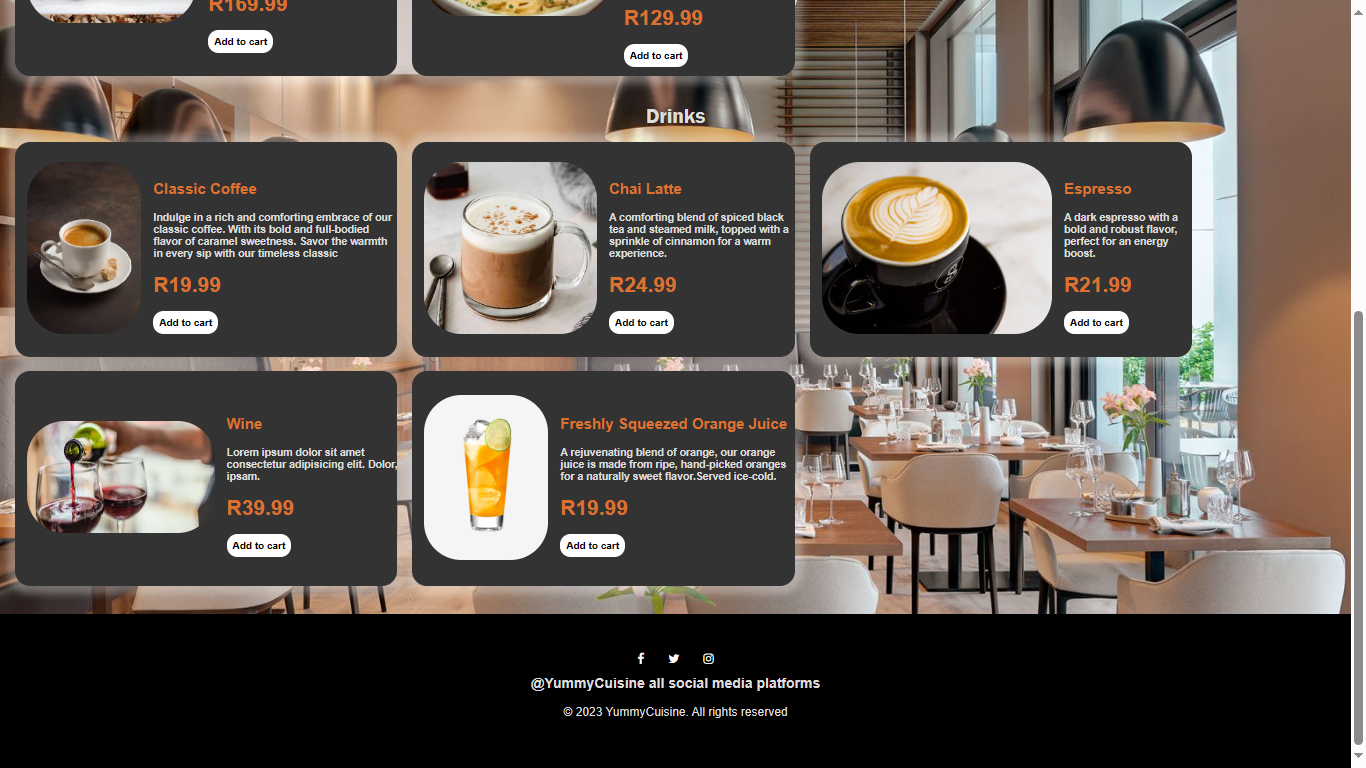 R169.99
Add to cart
R129.99
Add to cart
Drinks
Classic Coffee
Indulge in a rich and comforting embrace of our
classic coffee. With its bold and full-bodied
flavor of caramel sweetness. Savor the warmth
in every sip with our timeless classic
R19.99
Add to cart
Chai Latte
A comforting blend of spiced black
tea and steamed milk, topped with a
sprinkle of cinnamon for a warm
experience.
R24.99
Add to cart
Espresso
A dark espresso with a
bold and robust flavor,
perfect for an energy
boost.
R21.99
Add to cart
Wine
Lorem ipsum dolor sit amet
consectetur adipisicing elit. Dolor,
ipsam.
R39.99
Add to cart
Freshly Squeezed Orange Juice
A rejuvenating blend of orange, our orange
juice is made from ripe, hand-picked oranges
for a naturally sweet flavor.Served ice-cold.
R19.99
Add to cart
@YummyCuisine all social media platforms
© 2023 YummyCuisine. All rights reserved